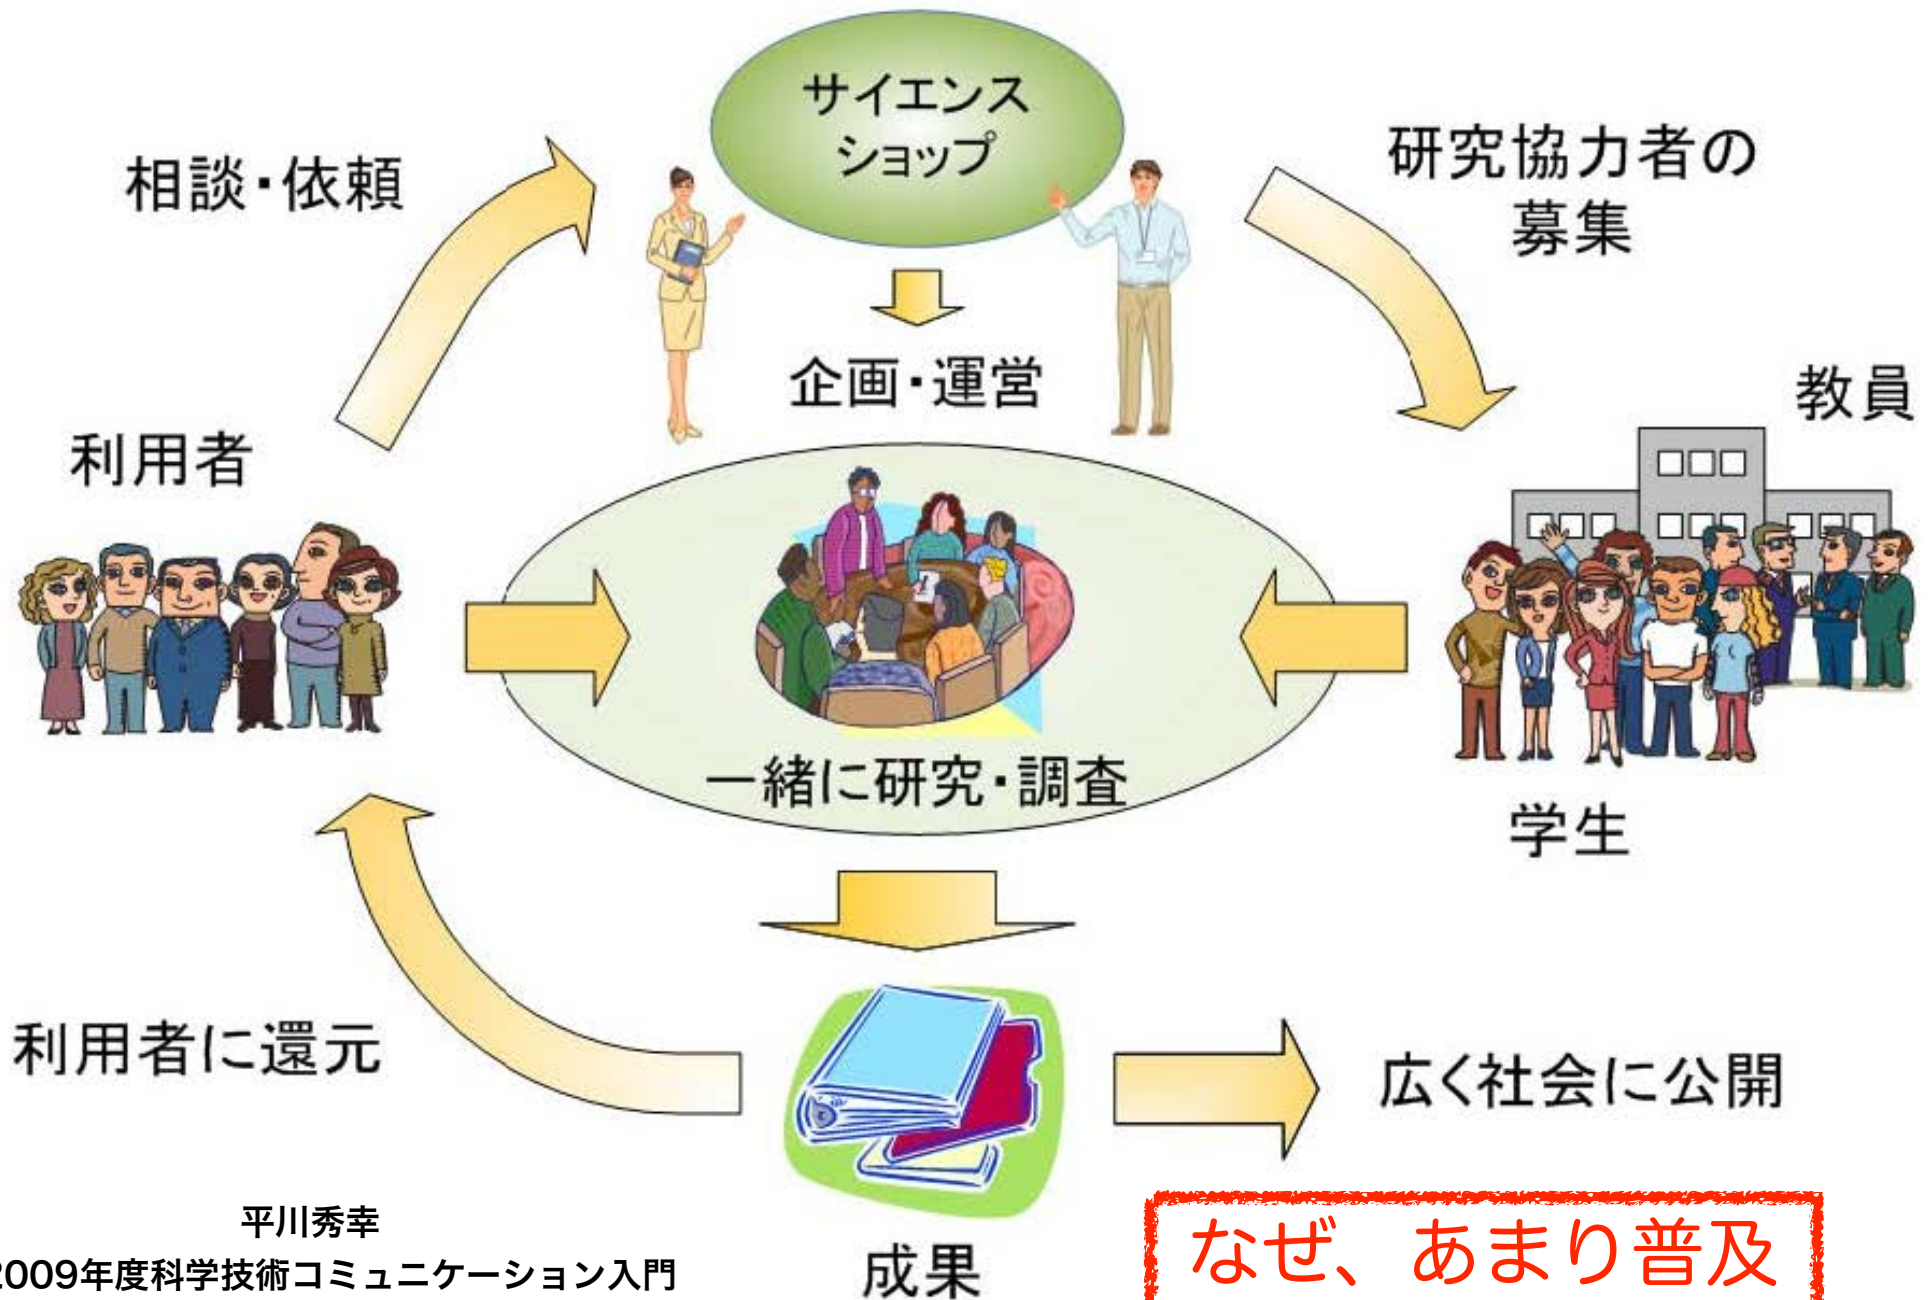 サイエンス
ショップ
相談・依頼
研究協力者の
募集
企画・運営
教員
利用者
一緒に研究・調査
学生
利用者に還元
広く社会に公開
平川秀幸
2009年度科学技術コミュニケーション入門
成果
なぜ、あまり普及